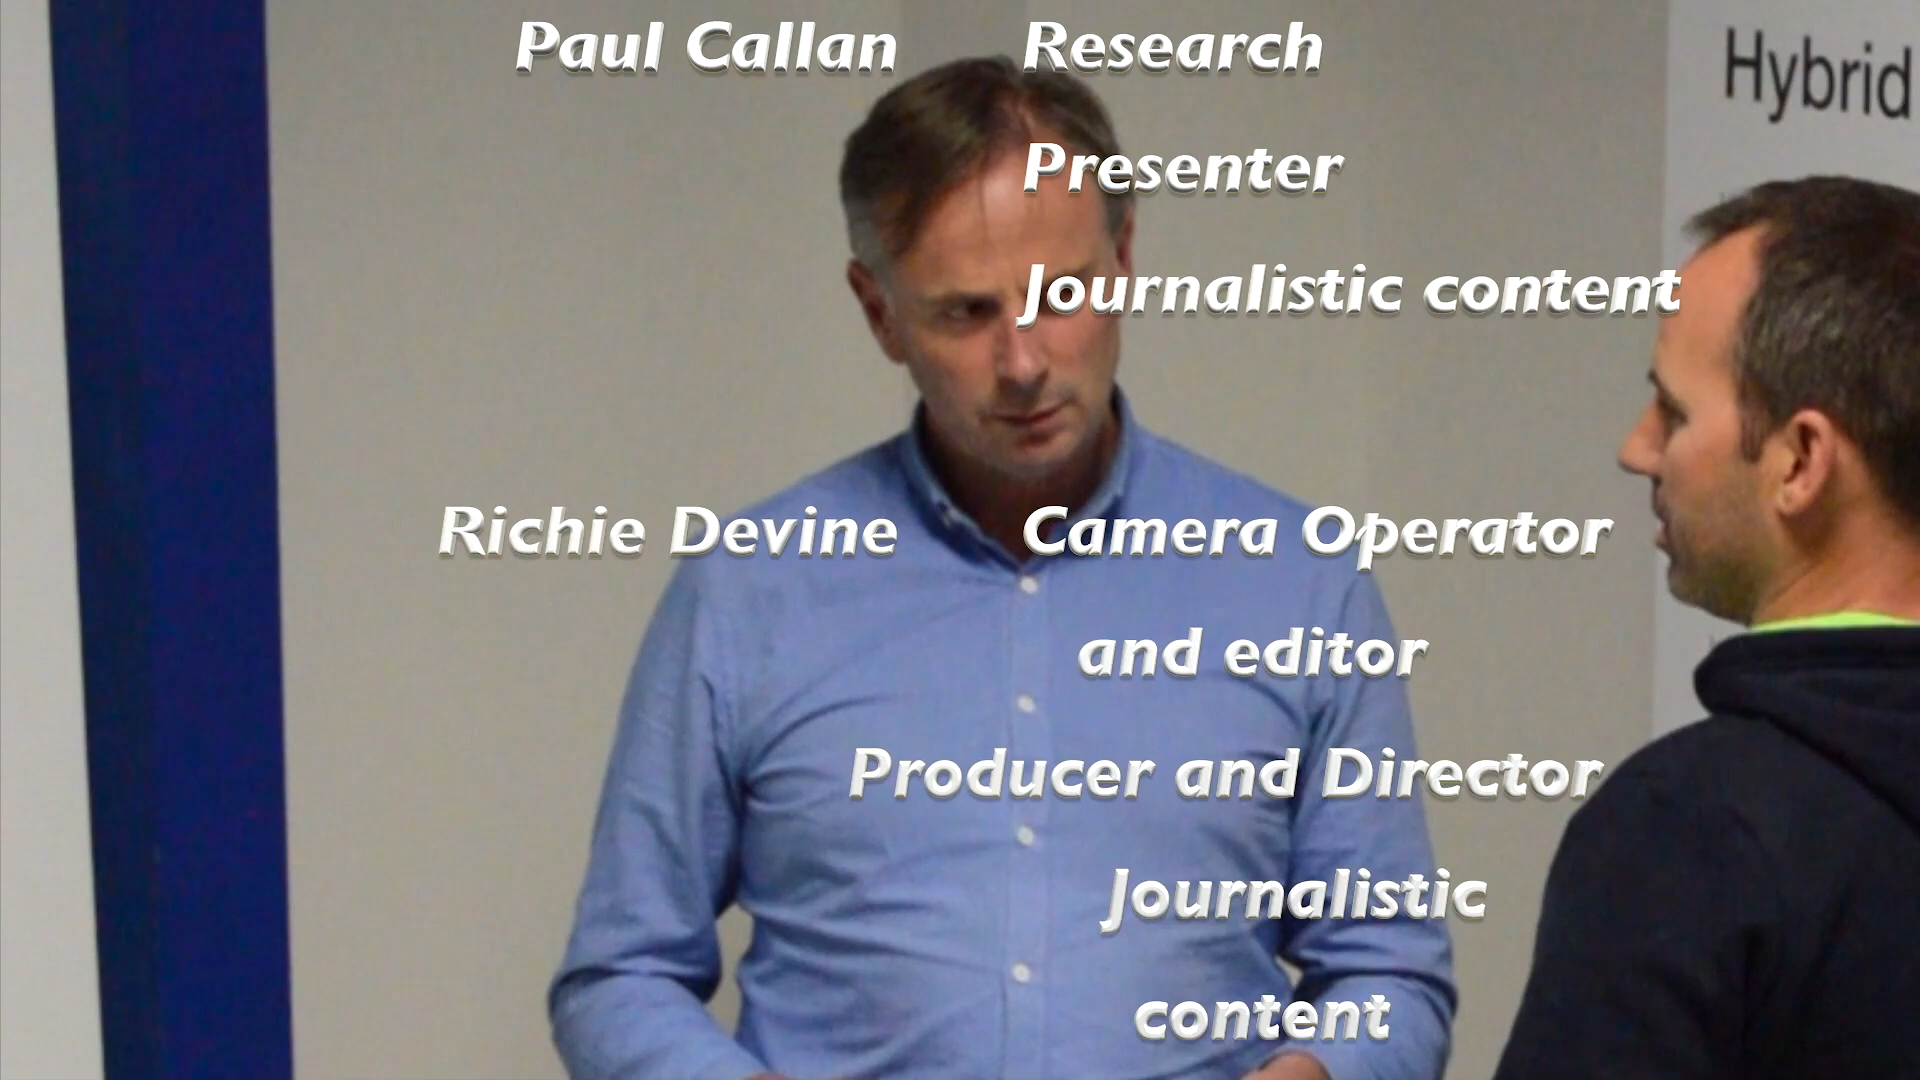 Paul Callan Research
Hybrid
Presenter
Journalistic content
Richie Devine Camera Operator
and editor
Producer and Director
Journalistic
content